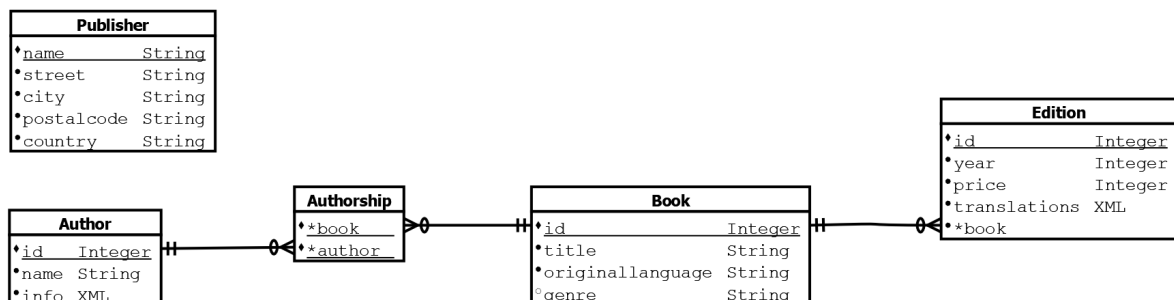 Publisher
name String
street String
city String
postalcode String
country String
Author
id Integer
name String
info XML
Authorship
*book
*author
Book
id Integer
title String
originallanguage String
genre String
Edition
id Integer
year Integer
price Integer
translations XML
*book